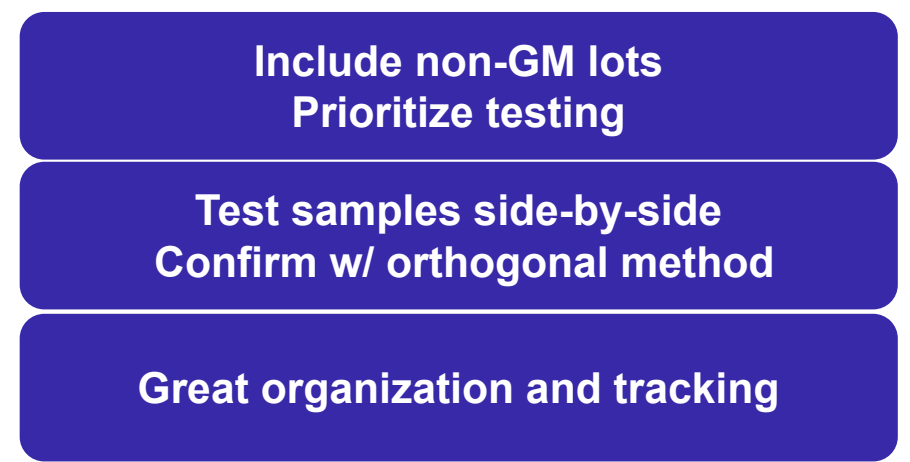 Include non-GM lots
Prioritize testing
Test samples side-by-side
Confirm w/ orthogonal method
Great organization and tracking